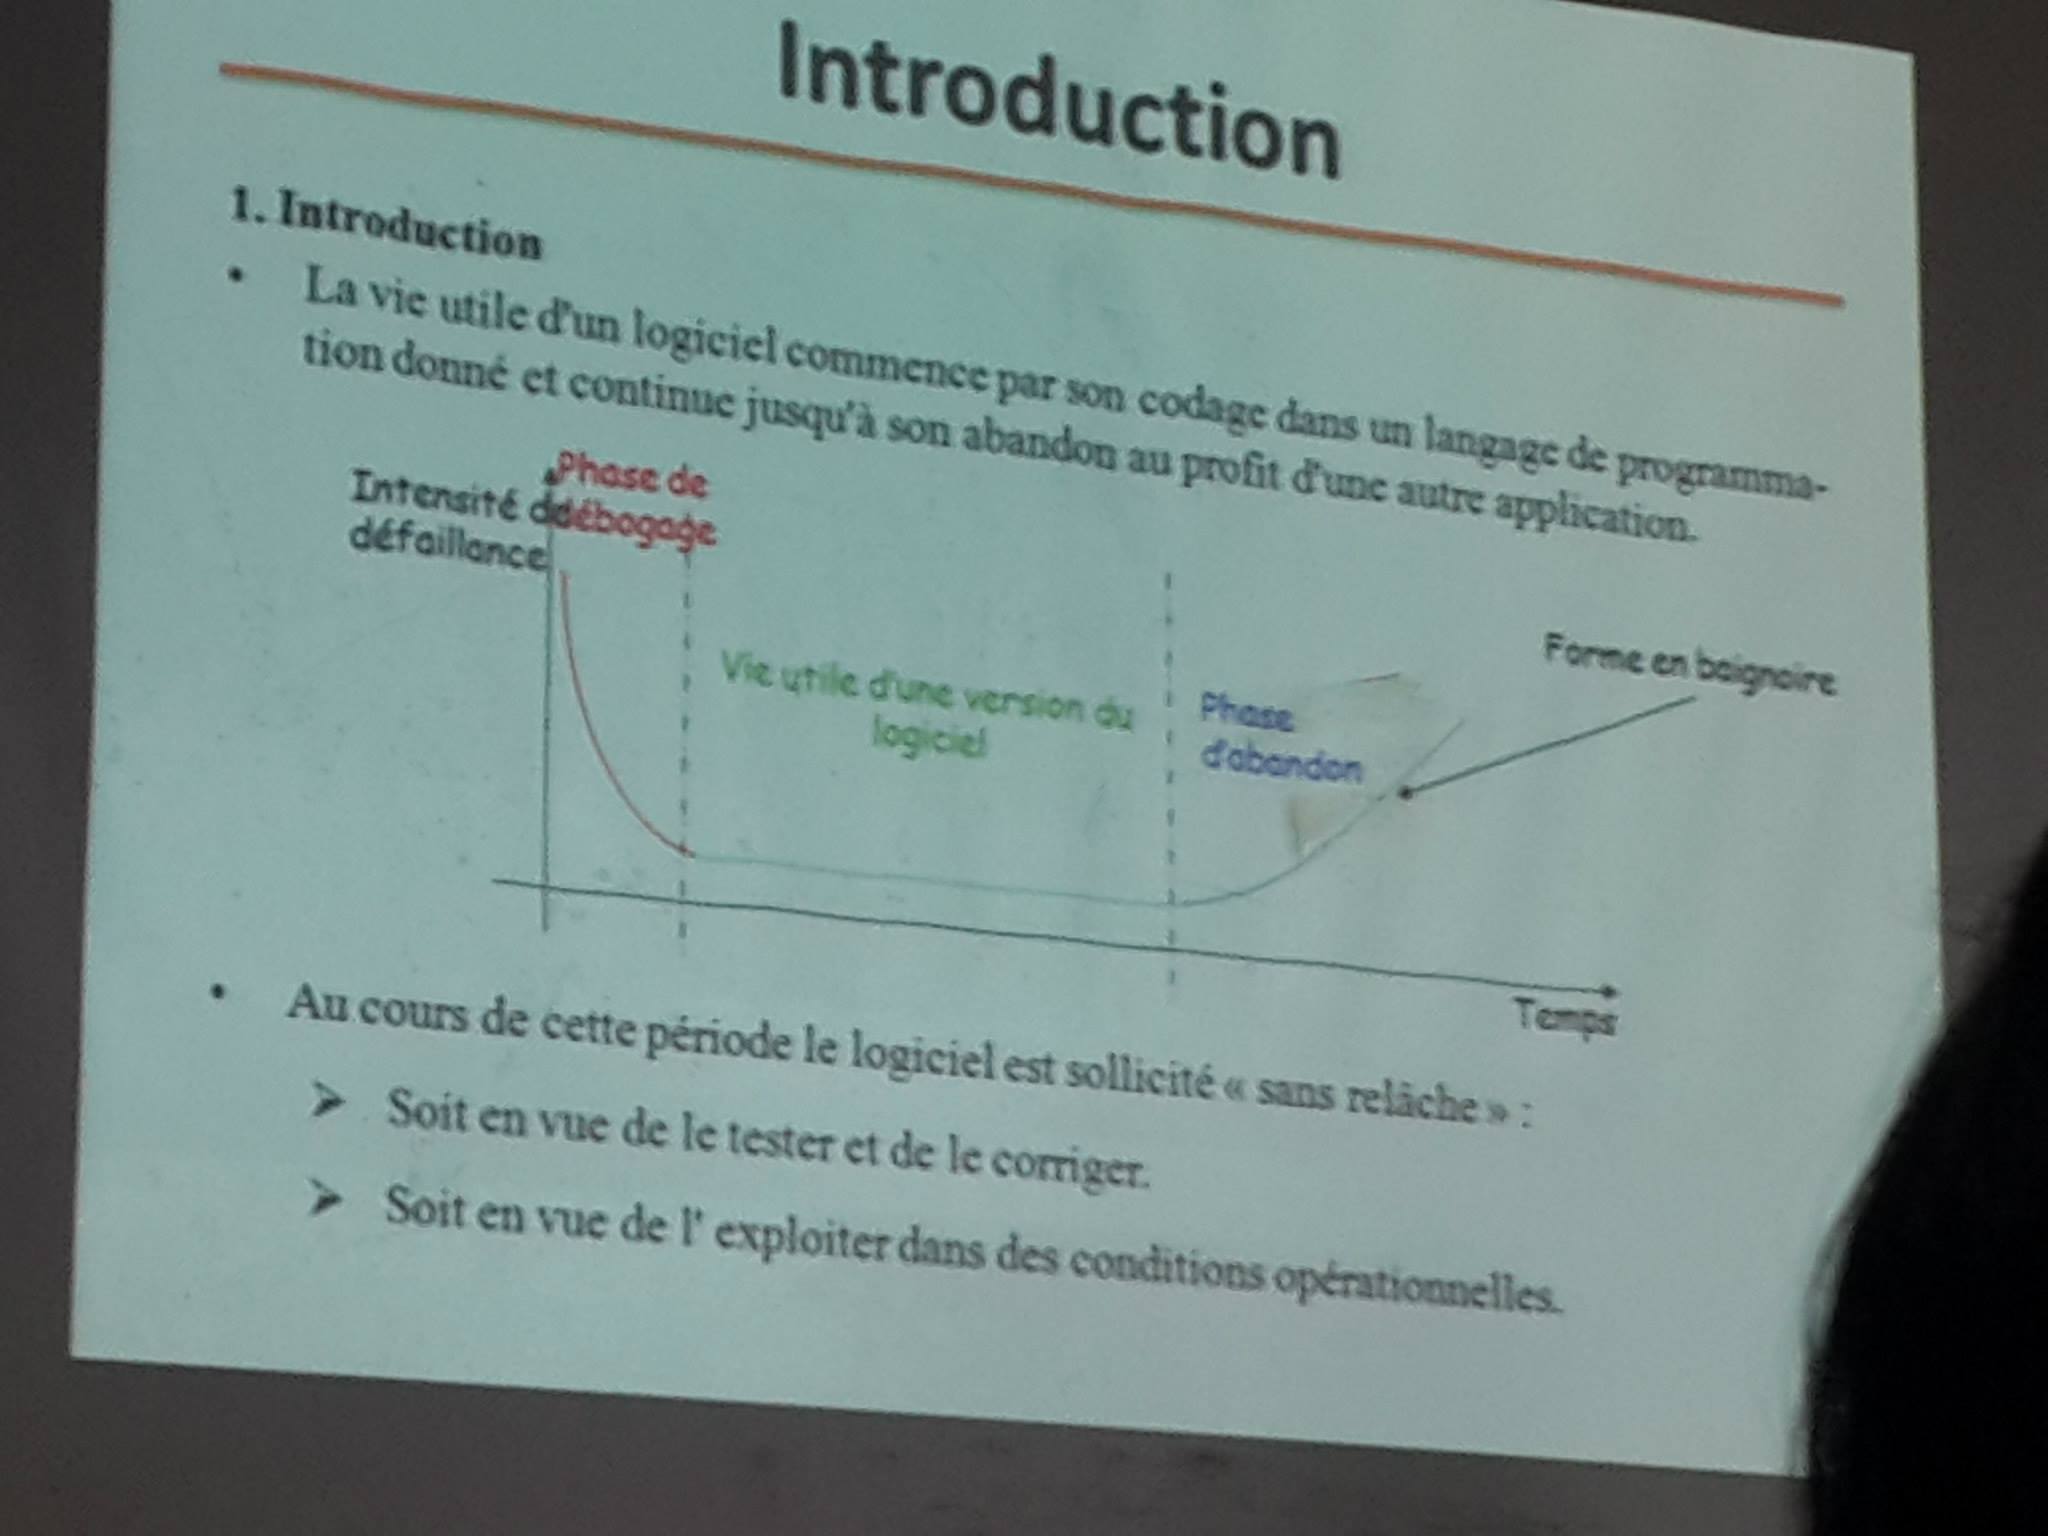 Introduction
1. Introduction
• La vie utile d'un logiciel commence par son codage dans un langage de programma-
tion donné et continue jusqu'à son abandon au profit d'une autre application.
Intensité d
défaillance
Phase de
débogage
Vie utile d'une version du
logiciel
Phase
d'abandon
Forme en baignoire
Temps
• Au cours de cette période le logiciel est sollicité « sans relâche » :
➢ Soit en vue de le tester et de le corriger.
➢ Soit en vue de l' exploiter dans des conditions opérationnelles.